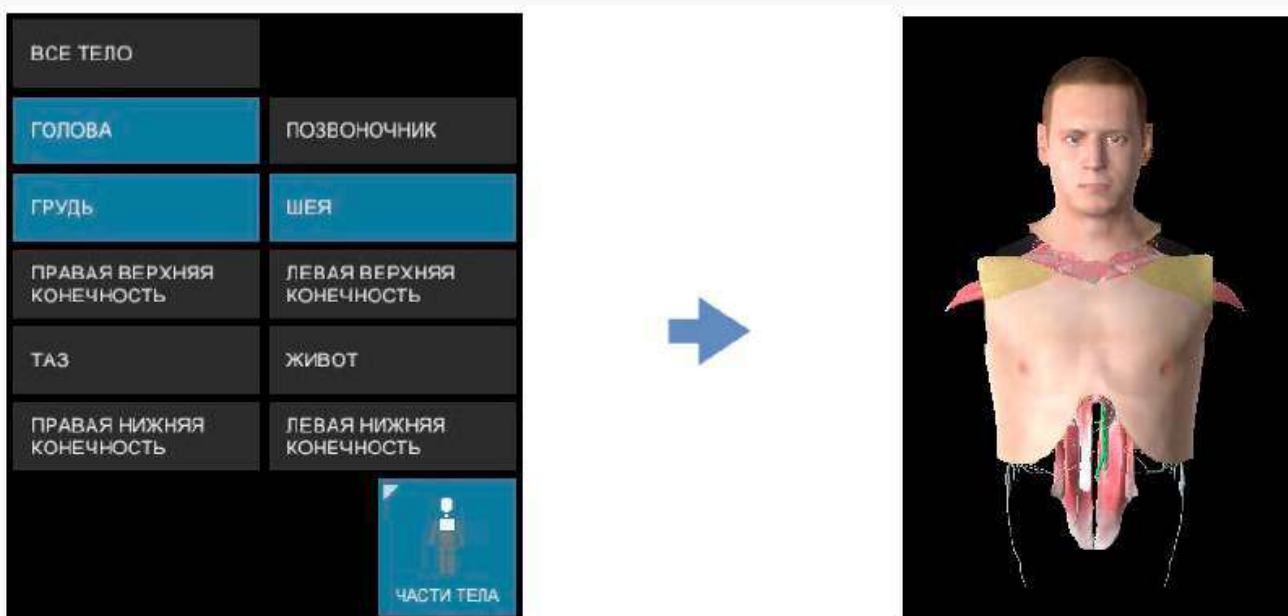 ВСЕ ТЕЛО
ГОЛОВА
ПОЗВОНОЧНИК
ГРУДЬ
ШЕЯ
ПРАВАЯ ВЕРХНЯЯ
КОНЕЧНОСТЬ
ЛЕВАЯ ВЕРХНЯЯ
КОНЕЧНОСТЬ
ТАЗ
ЖИВОТ
ПРАВАЯ НИЖНЯЯ
КОНЕЧНОСТЬ
ЛЕВАЯ НИЖНЯЯ
КОНЕЧНОСТЬ
ЧАСТИ ТЕЛА